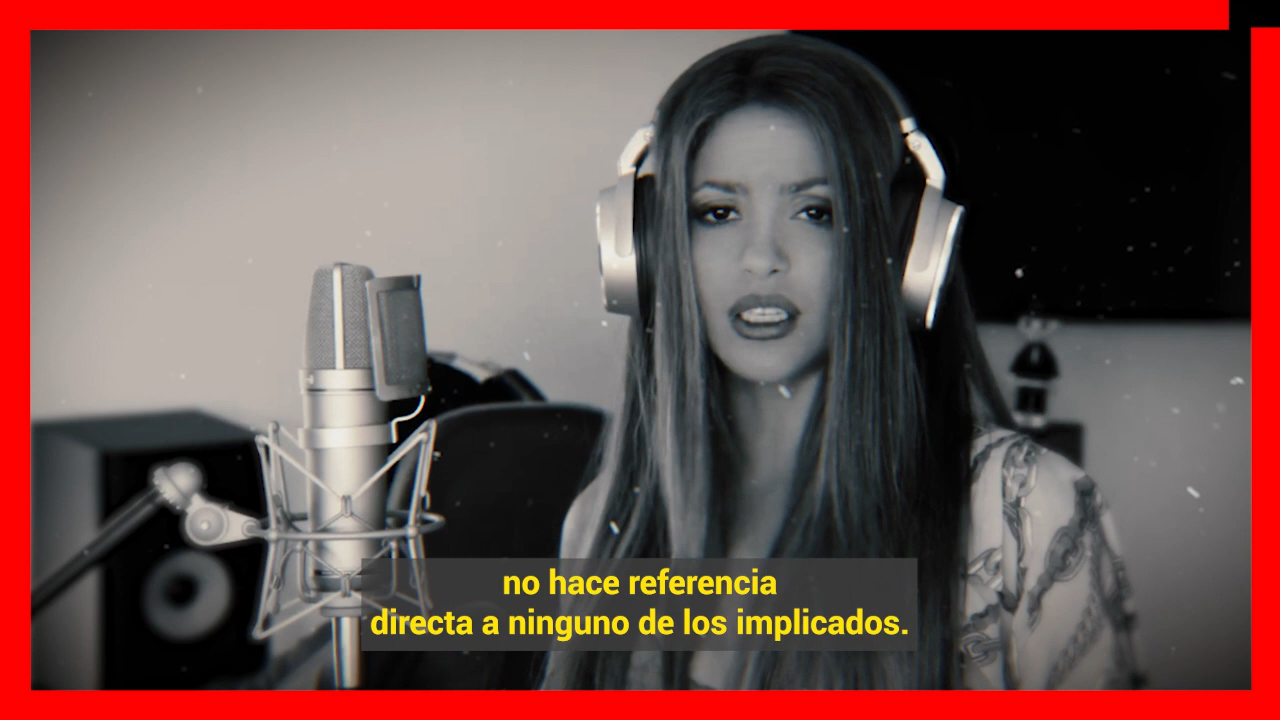 no hace referencia
directa a ninguno de los implicados.